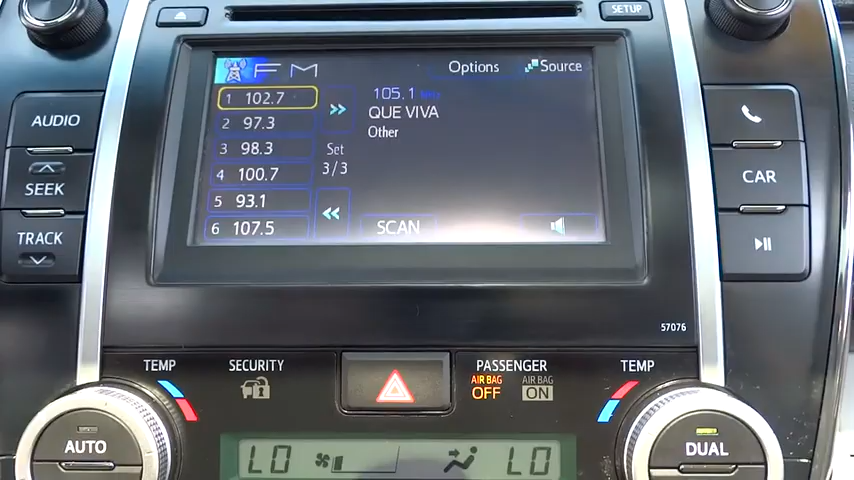 SETUP
FM
Options
Source
1 102.7
105.1 MHz
AUDIO
2 97.3
QUE VIVA
Other
SEEK
3 98.3
Set
CAR
4 100.7
3/3
5 93.1
TRACK
6 107.5
SCAN
57076
TEMP
SECURITY
PASSENGER
TEMP
AIR BAG
OFF
AIR BAG
ON
AUTO
DUAL
LO
LO